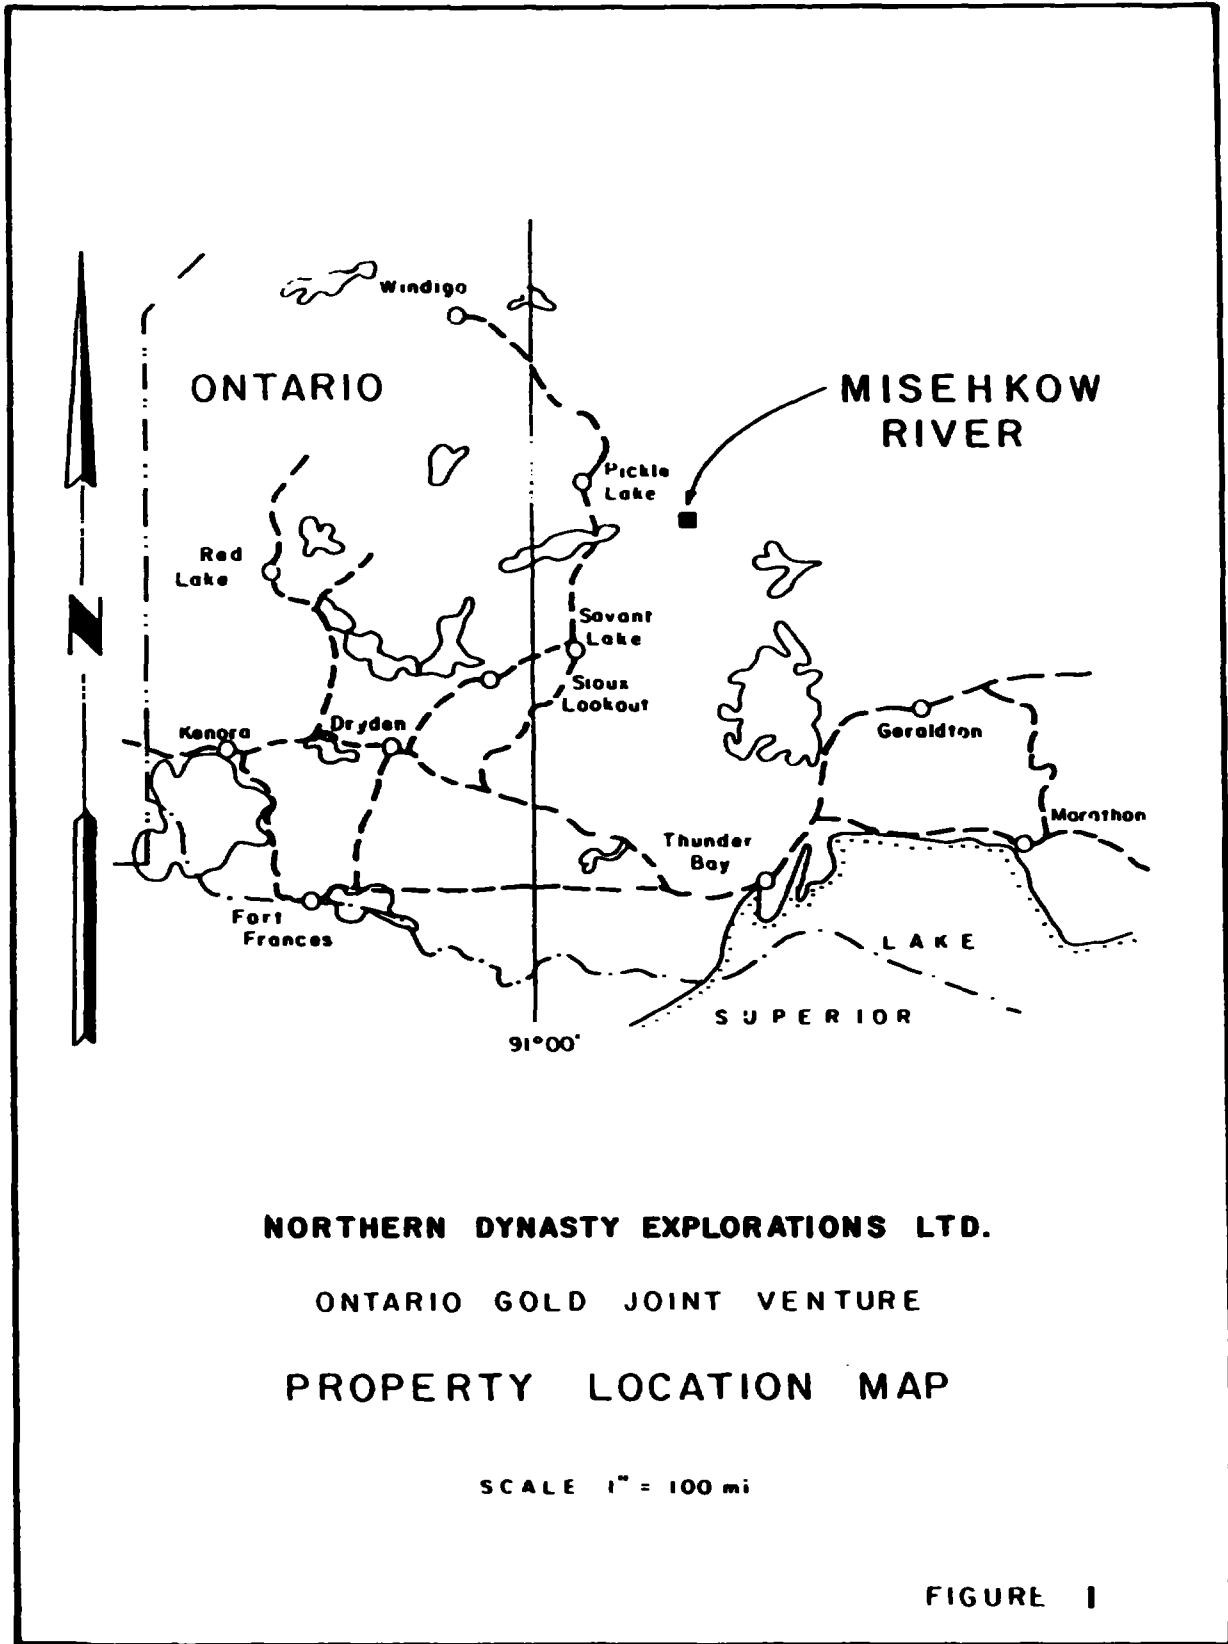 Windigo
ONTARIO
MISEHKOW
RIVER
Pickle
Lake
Red
Lake
N
Savant
Lake
Sioux
Lookout
Kenora
Dryden
Geraldton
Marathon
Thunder
Bay
Fort
Frances
LAKE
SUPERIOR
91°00'
NORTHERN DYNASTY EXPLORATIONS LTD.
ONTARIO GOLD JOINT VENTURE
PROPERTY LOCATION MAP
SCALE 1" = 100 mi
FIGURE 1